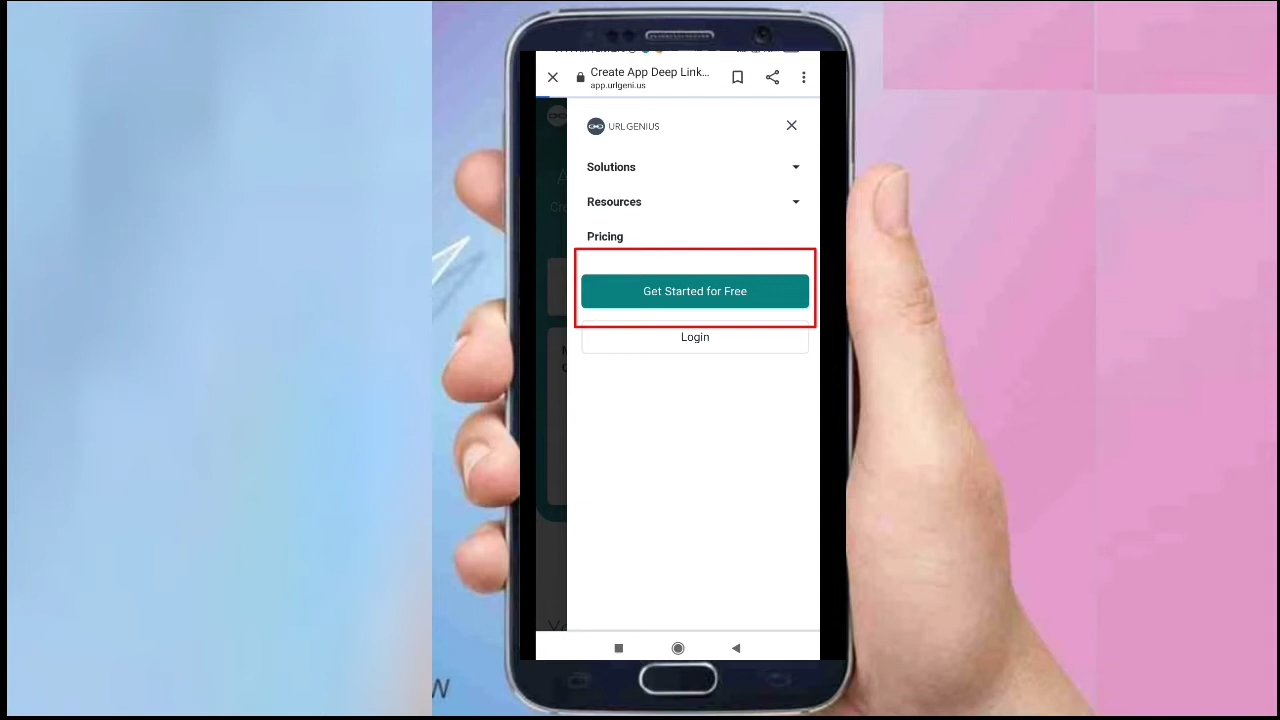 Create App Deep Link...
app.urlgeni.us
URLGENIUS
Solutions
Resources
Pricing
Get Started for Free
Login